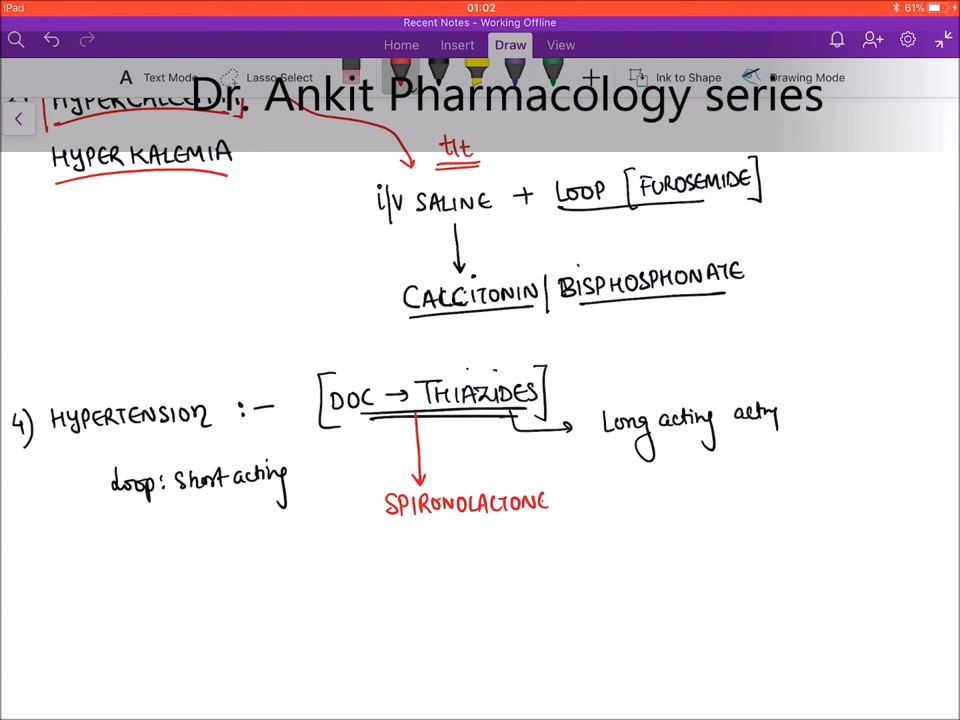 iPad 01:02 61%
Recent Notes - Working Offline
Home Insert Draw View
A Text Mode Lasso Select Ink to Shape Drawing Mode
Dr. Ankit Pharmacology series
HYPERKALEMIA
ttt
i/v SALINE + LOOP [FUROSEMIDE]
CALCITONIN | BISPHOSPHONATE
4) HYPERTENSION :- [DOC → THIAZIDES]
Long acting
Loop: Short acting
SPIRONOLACTONE